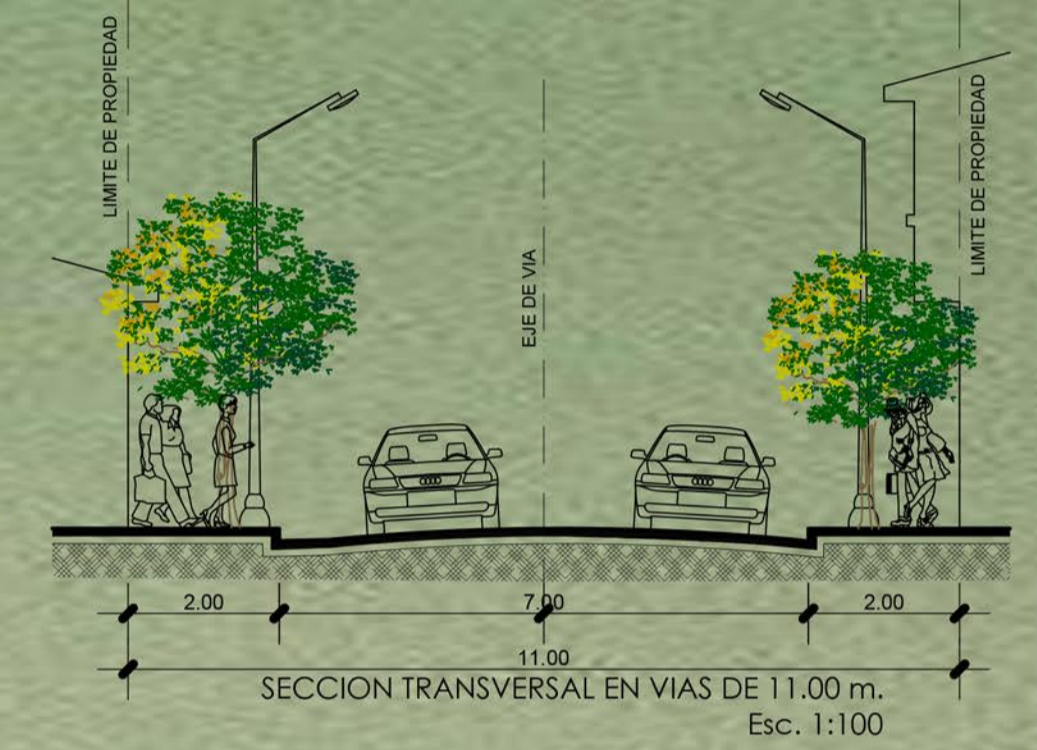 LIMITE DE PROPIEDAD
EJE DE VIA
LIMITE DE PROPIEDAD
2.00
7.00
2.00
11.00
SECCION TRANSVERSAL EN VIAS DE 11.00 m.
Esc. 1:100